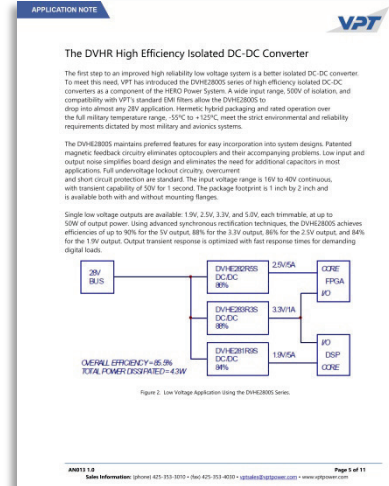 APPLICATION NOTE
VPT
The DVHR High Efficiency Isolated DC-DC Converter
The first step to an improved high reliability low voltage system is a better isolated DC-DC converter.
To meet this need, VPT has introduced the DVHE2800S series of high efficiency isolated DC-DC
converters as a component of the HERO Power System. A wide input range, 500V of isolation, and
compatibility with VPT's standard EMI filters allow the DVHE2800S to
drop into almost any 28V application. Hermetic hybrid packaging and rated operation over
the full military temperature range, -55°C to +125°C, meet the strict environmental and reliability
requirements dictated by most military and avionics systems.
The DVHE2800S maintains preferred features for easy incorporation into system designs. Patented
magnetic feedback circuitry eliminates optocouplers and their accompanying problems. Low input and
output noise simplifies board design and eliminates the need for additional capacitors in most
applications. Full undervoltage lockout circuitry, overcurrent
and short circuit protection are standard. The input voltage range is 16V to 40V continuous,
with transient capability of 50V for 1 second. The package footprint is 1 inch by 2 inch and
is available both with and without mounting flanges.
Single low voltage outputs are available: 1.9V, 2.5V, 3.3V, and 5.0V, each trimmable, at up to
50W of output power. Using advanced synchronous rectification techniques, the DVHE2800S achieves
efficiencies of up to 90% for the 5V output, 88% for the 3.3V output, 86% for the 2.5V output, and 84%
for the 1.9V output. Output transient response is optimized with fast response times for demanding
digital loads.
28V
BUS
DVHE282R5S
DC/DC
86%
2.5V/5A
CORE
FPGA
I/O
DVHE283R3S
DC/DC
88%
3.3V/1A
DVHE281R9S
DC/DC
84%
1.9V/5A
I/O
DSP
CORE
OVERALL EFFICIENCY = 85.5%
TOTAL POWER DISSIPATED = 4.3W
Figure 2. Low Voltage Application Using the DVHE2800S Series.
AN013 1.0
Page 5 of 11
Sales Information: (phone) 425-353-3010 • (fax) 425-353-4030 • vptsales@vptpower.com • www.vptpower.com